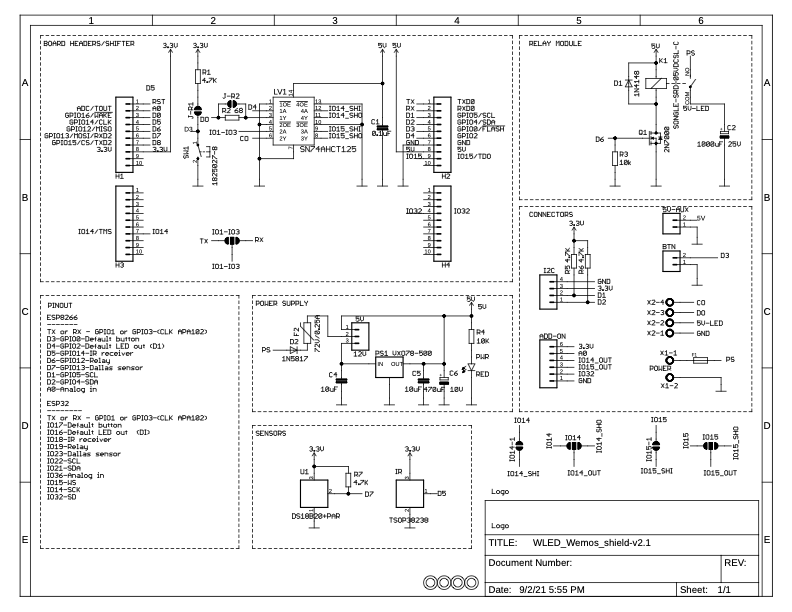 1 2 3 4 5 6
A
B
C
D
E
A
B
C
D
E
BOARD HEADERS/SHIFTER
3.3V
3.3V
5V
5V
R1
4.7K
J-R1
J-R2
R2 68
LV1
D4
D0
D5
RST
ADC/TOUT
A0
GPIO16/WAKE
D0
GPIO14/CLK
D5
GPIO12/MISO
D6
GPIO13/MOSI/RXD2
D7
GPIO15/CS/TXD2
D8
3.3V
3.3V
H1
D3
SW1
1825027-8
IO1-IO3
CO
1OE 4OE
1A 4A
1Y 4Y
2OE 3OE
2A 3A
2Y 3Y
SN74AHCT125
IO14_SHI
IO14_SHO
IO15_SHI
IO15_SHO
C1
0.1uF
TX
RX
D1
D2
D3
D4
GND
5V
IO15
TXD0
RXD0
GPIO5/SCL
GPIO4/SDA
GPIO0/FLASH
GPIO2
GND
5V
IO15/TDO
H2
IO14/TMS
IO14
H3
IO1-IO3
Tx
RX
IO1-IO3
IO32
IO32
H4
RELAY MODULE
5V
PS
K1
D1
1N4148
SONGLE-SRD-05VDCSL-C
NO
COM
5V-LED
D6
Q1
2N7000
R3
10k
C2
1000uF 25V
CONNECTORS
3.3V
R5 4.7K
R6 4.7K
I2C
GND
3.3V
D1
D2
5V-AUX
5V
BTN
D3
X2-4 CO
X2-3 DO
X2-2 5V-LED
X2-1 GND
ADD-ON
3.3V
A0
IO14_OUT
IO15_OUT
IO32
GND
X1-1
F1
PS
POWER
X1-2
PINOUT
ESP8266
--------
TX or RX - GPIO1 or GPIO3-(CLK APA102)
D3-GPIO0-Default button
D4-GPIO2-Default LED out (D1)
D5-GPIO14-IR receiver
D6-GPIO12-Relay
D7-GPIO13-Dallas sensor
D1-GPIO5-SCL
D2-GPIO4-SDA
A0-Analog in
ESP32
--------
TX or RX - GPIO1 or GPIO3-(CLK APA102)
IO17-Default button
IO16-Default LED out (DI)
IO18-IR receiver
IO19-Relay
IO23-Dallas sensor
IO22-SCL
IO21-SDA
IO36-Analog in
IO15-WS
IO14-SCK
IO32-SD
POWER SUPPLY
5V
5V
5V
F2
72V/0.25A
D2
PS
1N5817
12V
PS1 VXO78-500
IN OUT
C4
10uF
C5
10uF
C6
470uF 10V
R4
10K
PWR
RED
SENSORS
3.3V
U1
R7
4.7K
D7
DS18B20+PAR
3.3V
IR
D5
TSOP38238
IO14
IO14-1
IO14_SHI
IO14
IO14
IO14_SHO
IO14_OUT
IO15
IO15-1
IO15_SHI
IO15
IO15
IO15_SHO
IO15_OUT
Logo
Logo
TITLE: WLED_Wemos_shield-v2.1
Document Number:
REV:
Date: 9/2/21 5:55 PM
Sheet: 1/1